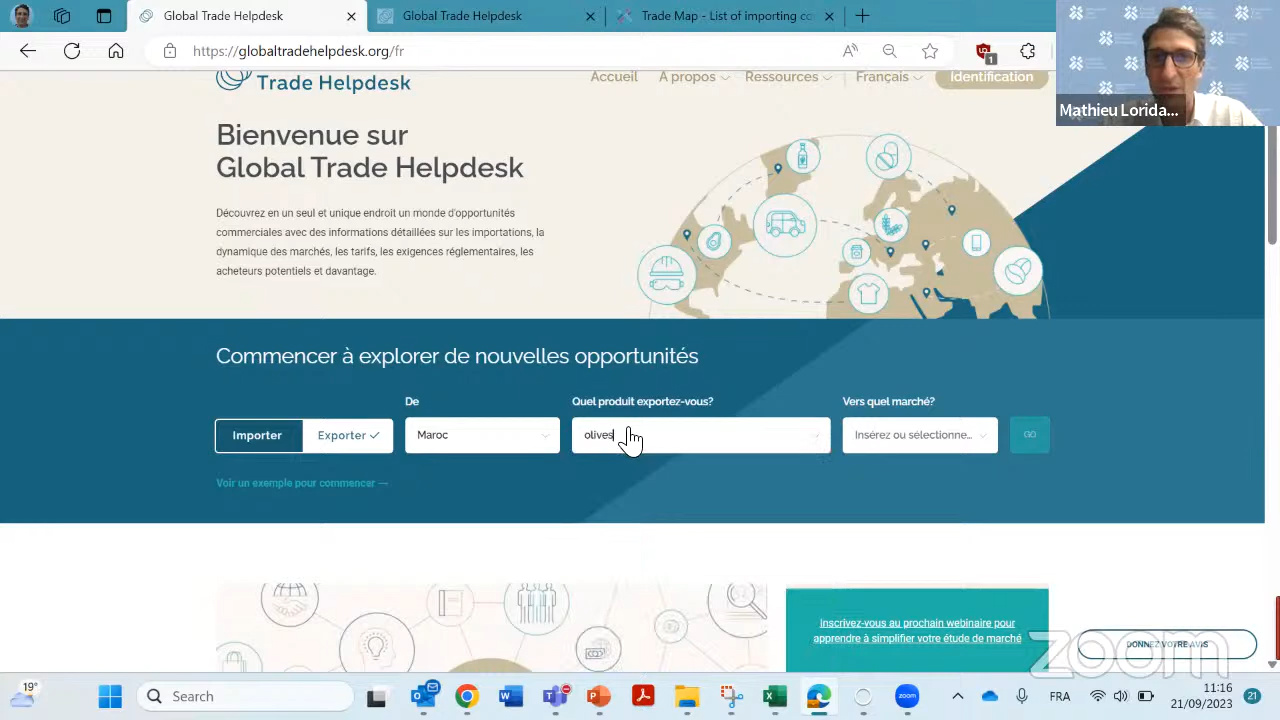 Global Trade Helpdesk
Global Trade Helpdesk
Trade Map - List of importing co
https://globaltradehelpdesk.org/fr
1
Mathieu Lorida...
Trade Helpdesk
Accueil
A propos
Ressources
Français
Identification
Bienvenue sur
Global Trade Helpdesk
Découvrez en un seul et unique endroit un monde d'opportunités
commerciales avec des informations détaillées sur les importations, la
dynamique des marchés, les tarifs, les exigences réglementaires, les
acheteurs potentiels et davantage.
Commencer à explorer de nouvelles opportunités
De
Quel produit exportez-vous?
Vers quel marché?
Importer
Exporter
Maroc
olives
Insérez ou sélectionne...
GO
Voir un exemple pour commencer
Inscrivez-vous au prochain webinaire pour
apprendre à simplifier votre étude de marché
DONNEZ VOTRE AVIS
zoom
19°
Search
zoom
FRA
11:16
21/09/2023
21